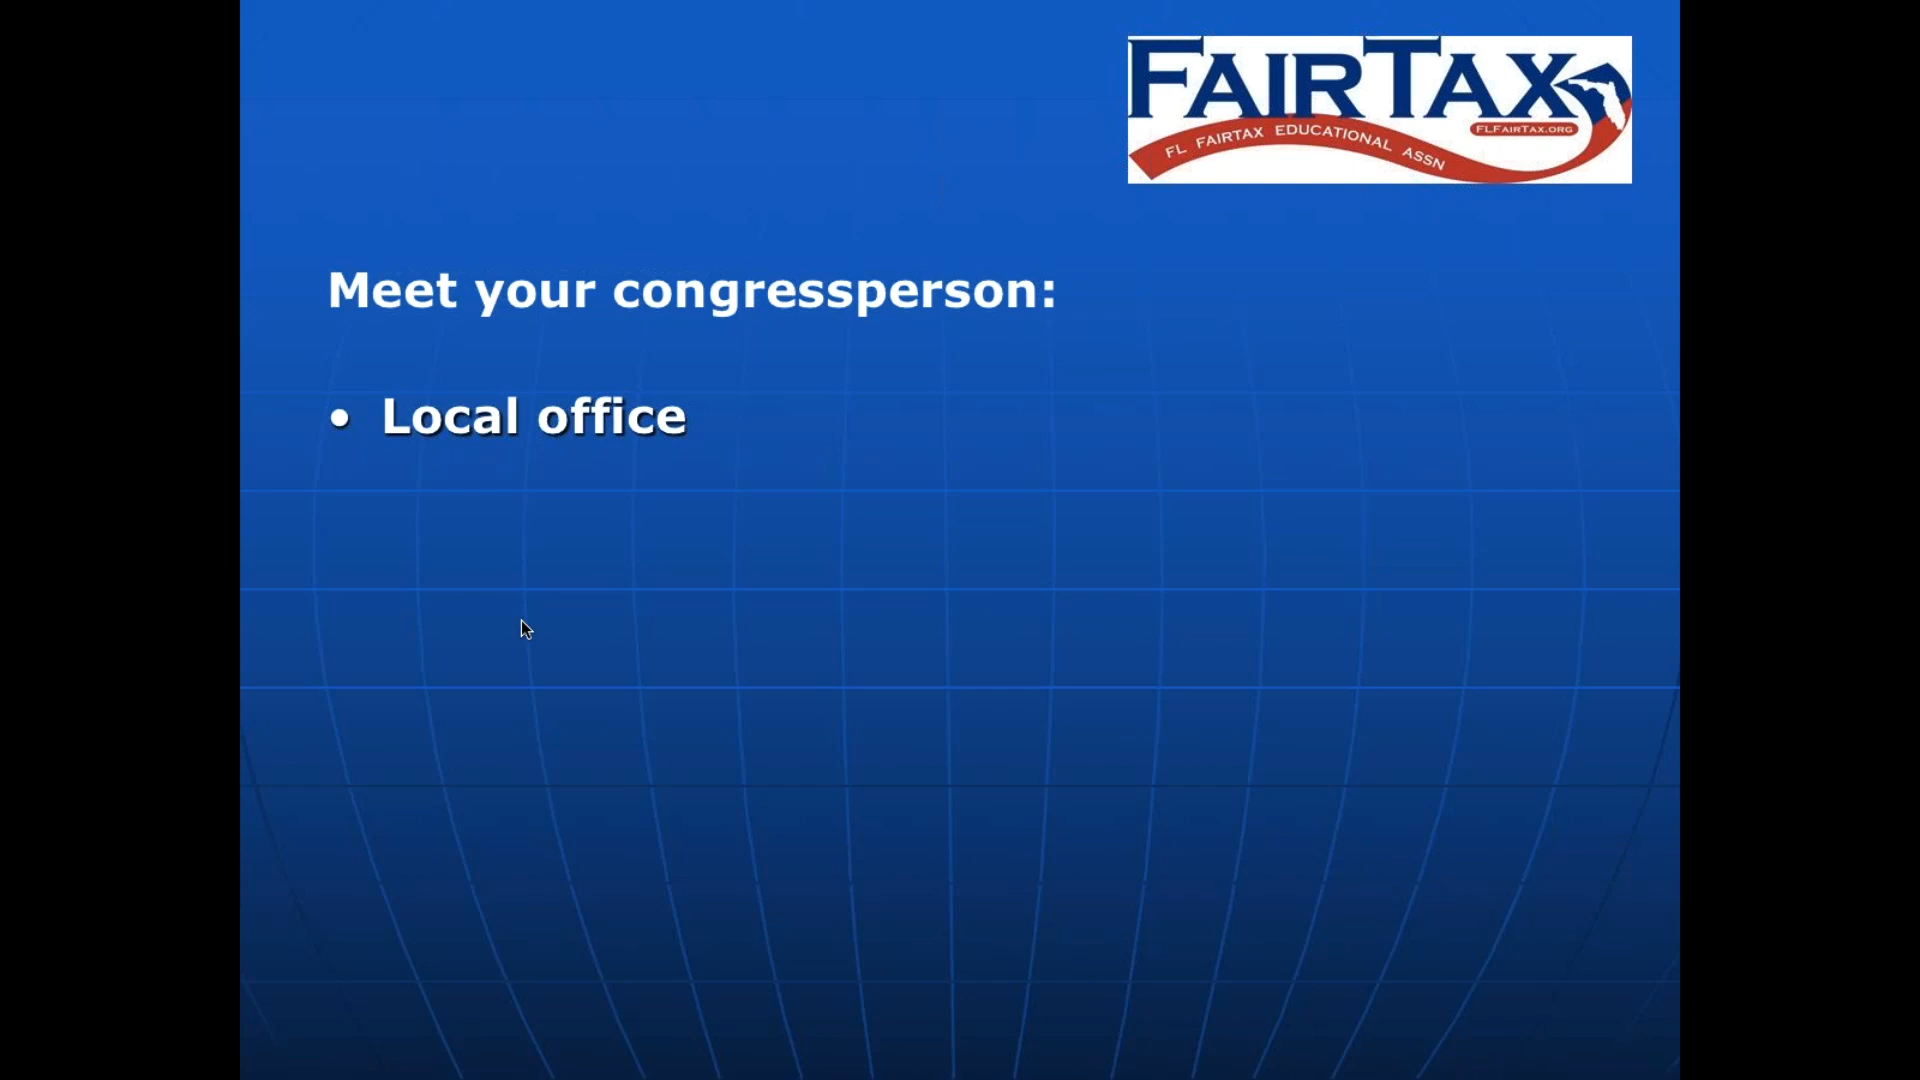 FAIRTAX
FLFAIRTAX.ORG
FL FAIRTAX EDUCATIONAL ASSN
Meet your congressperson:
• Local office